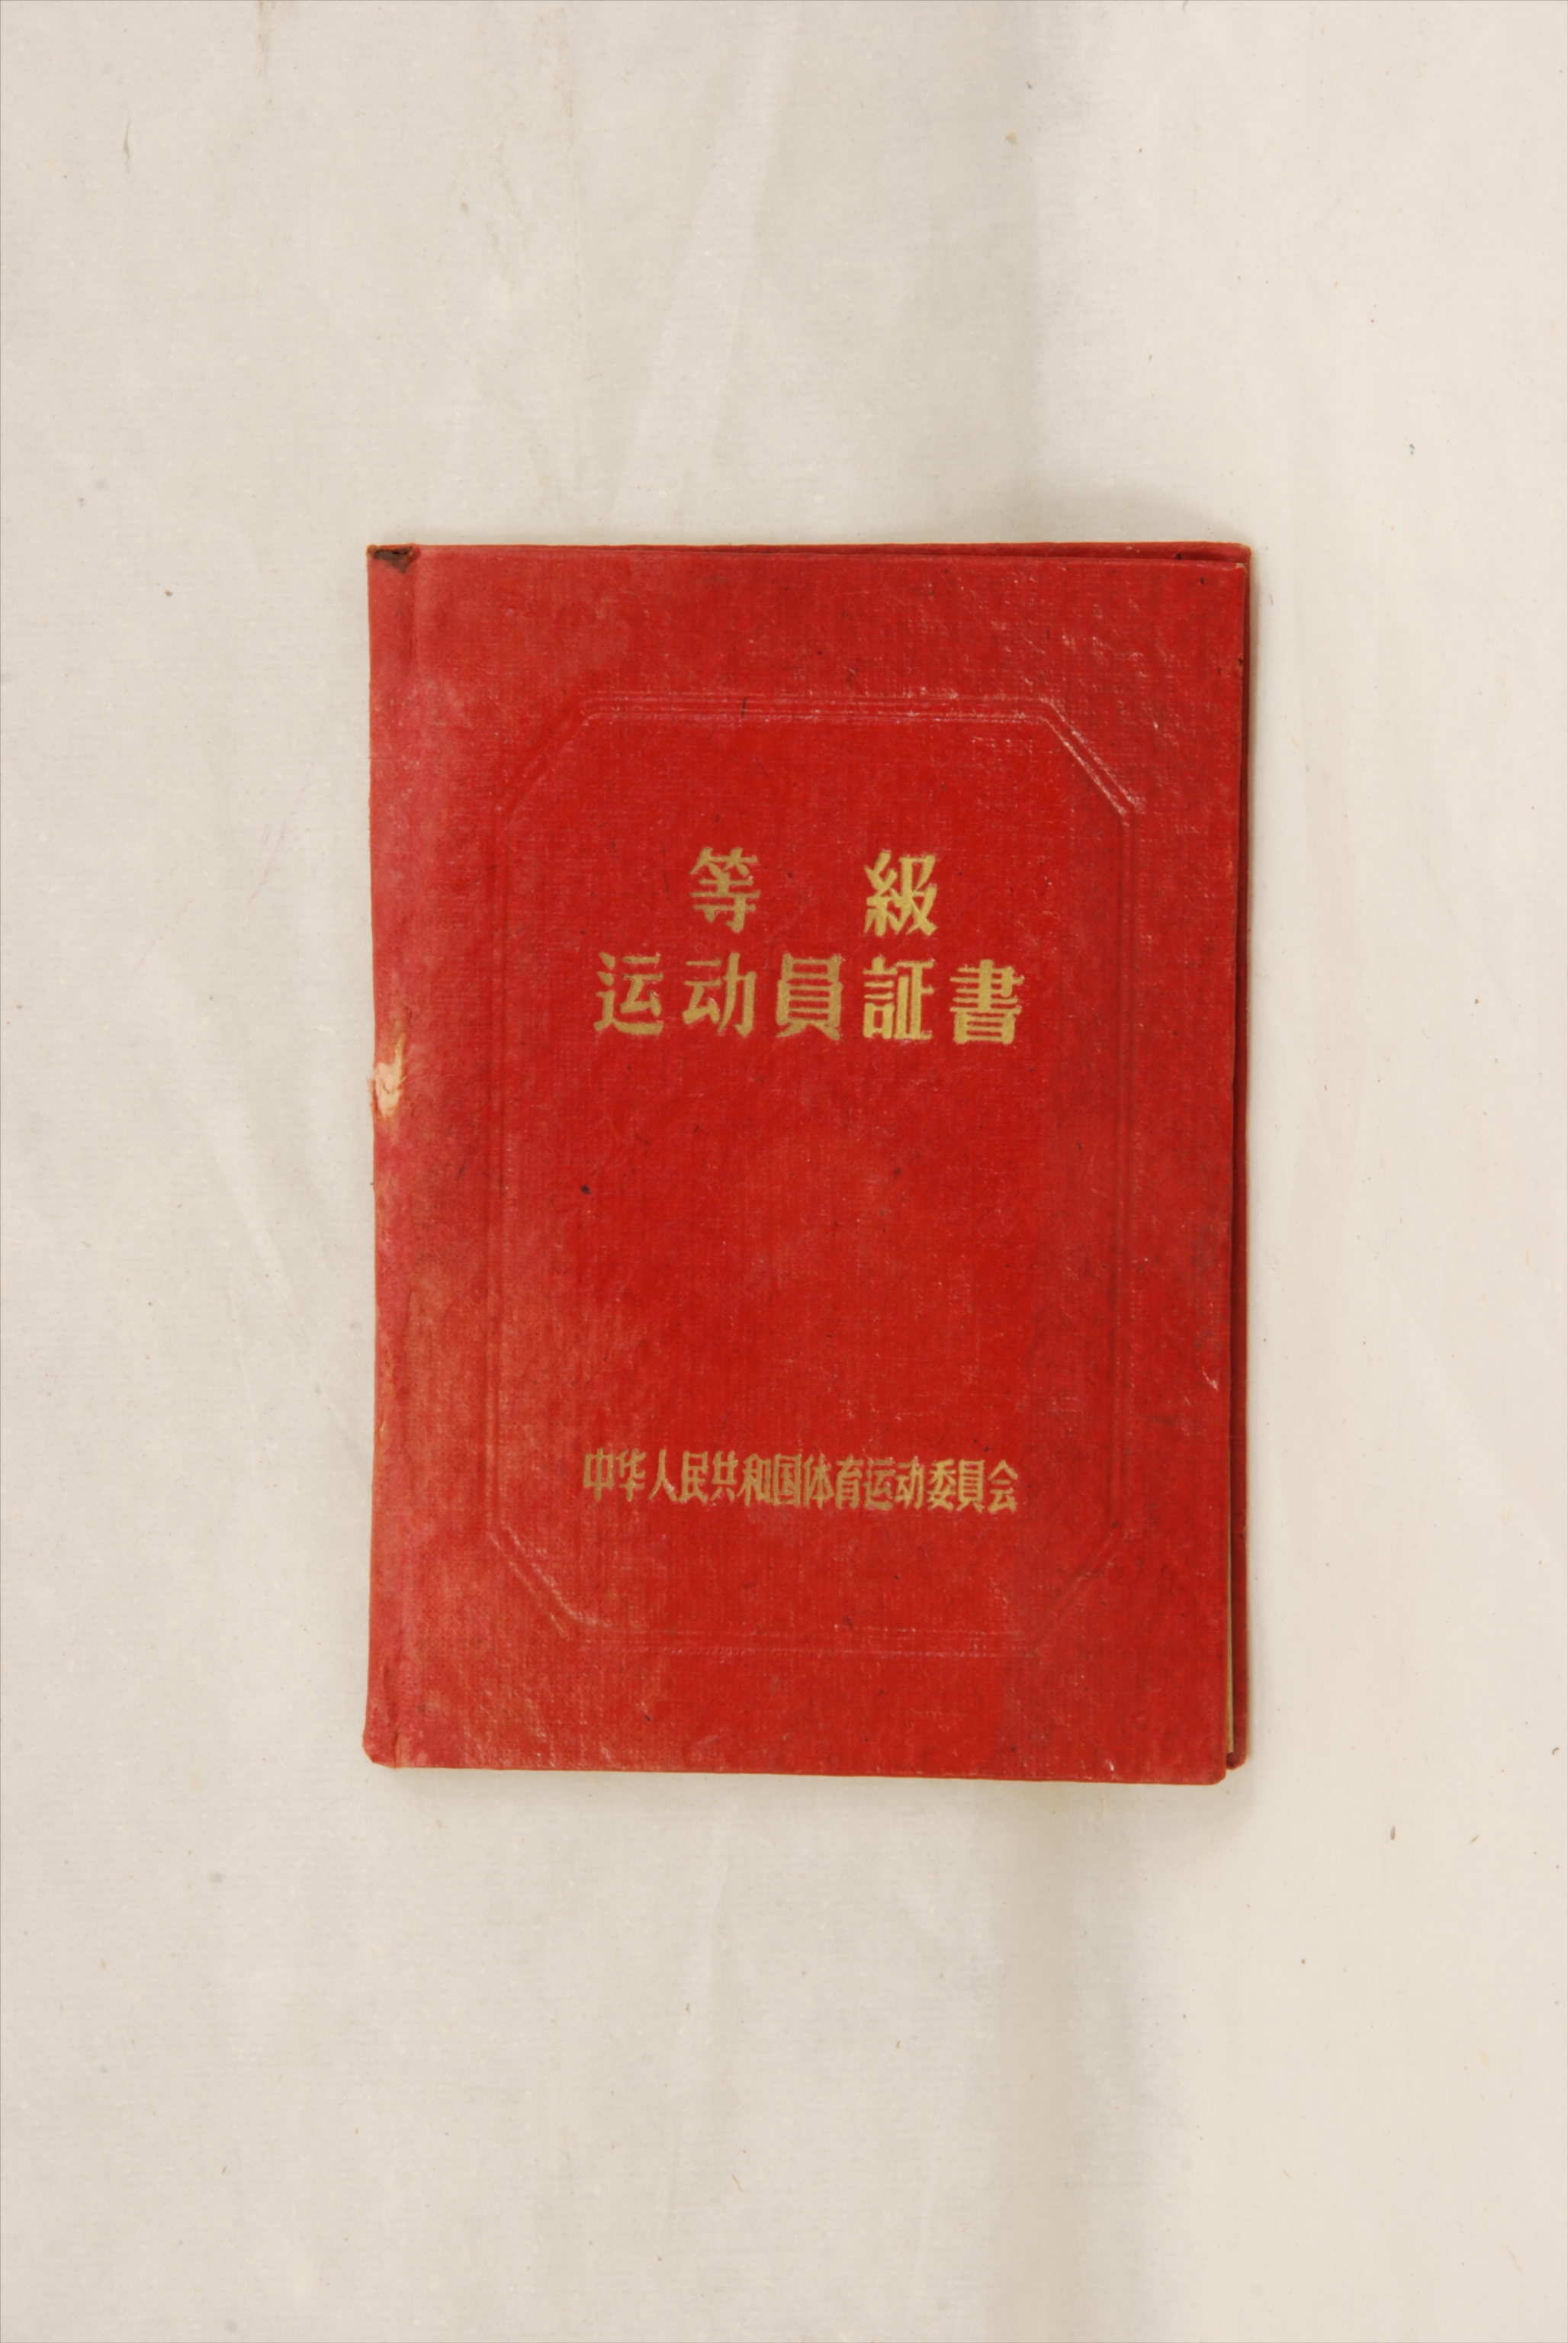 等 級
运动員証書
中华人民共和国体育运动委員会